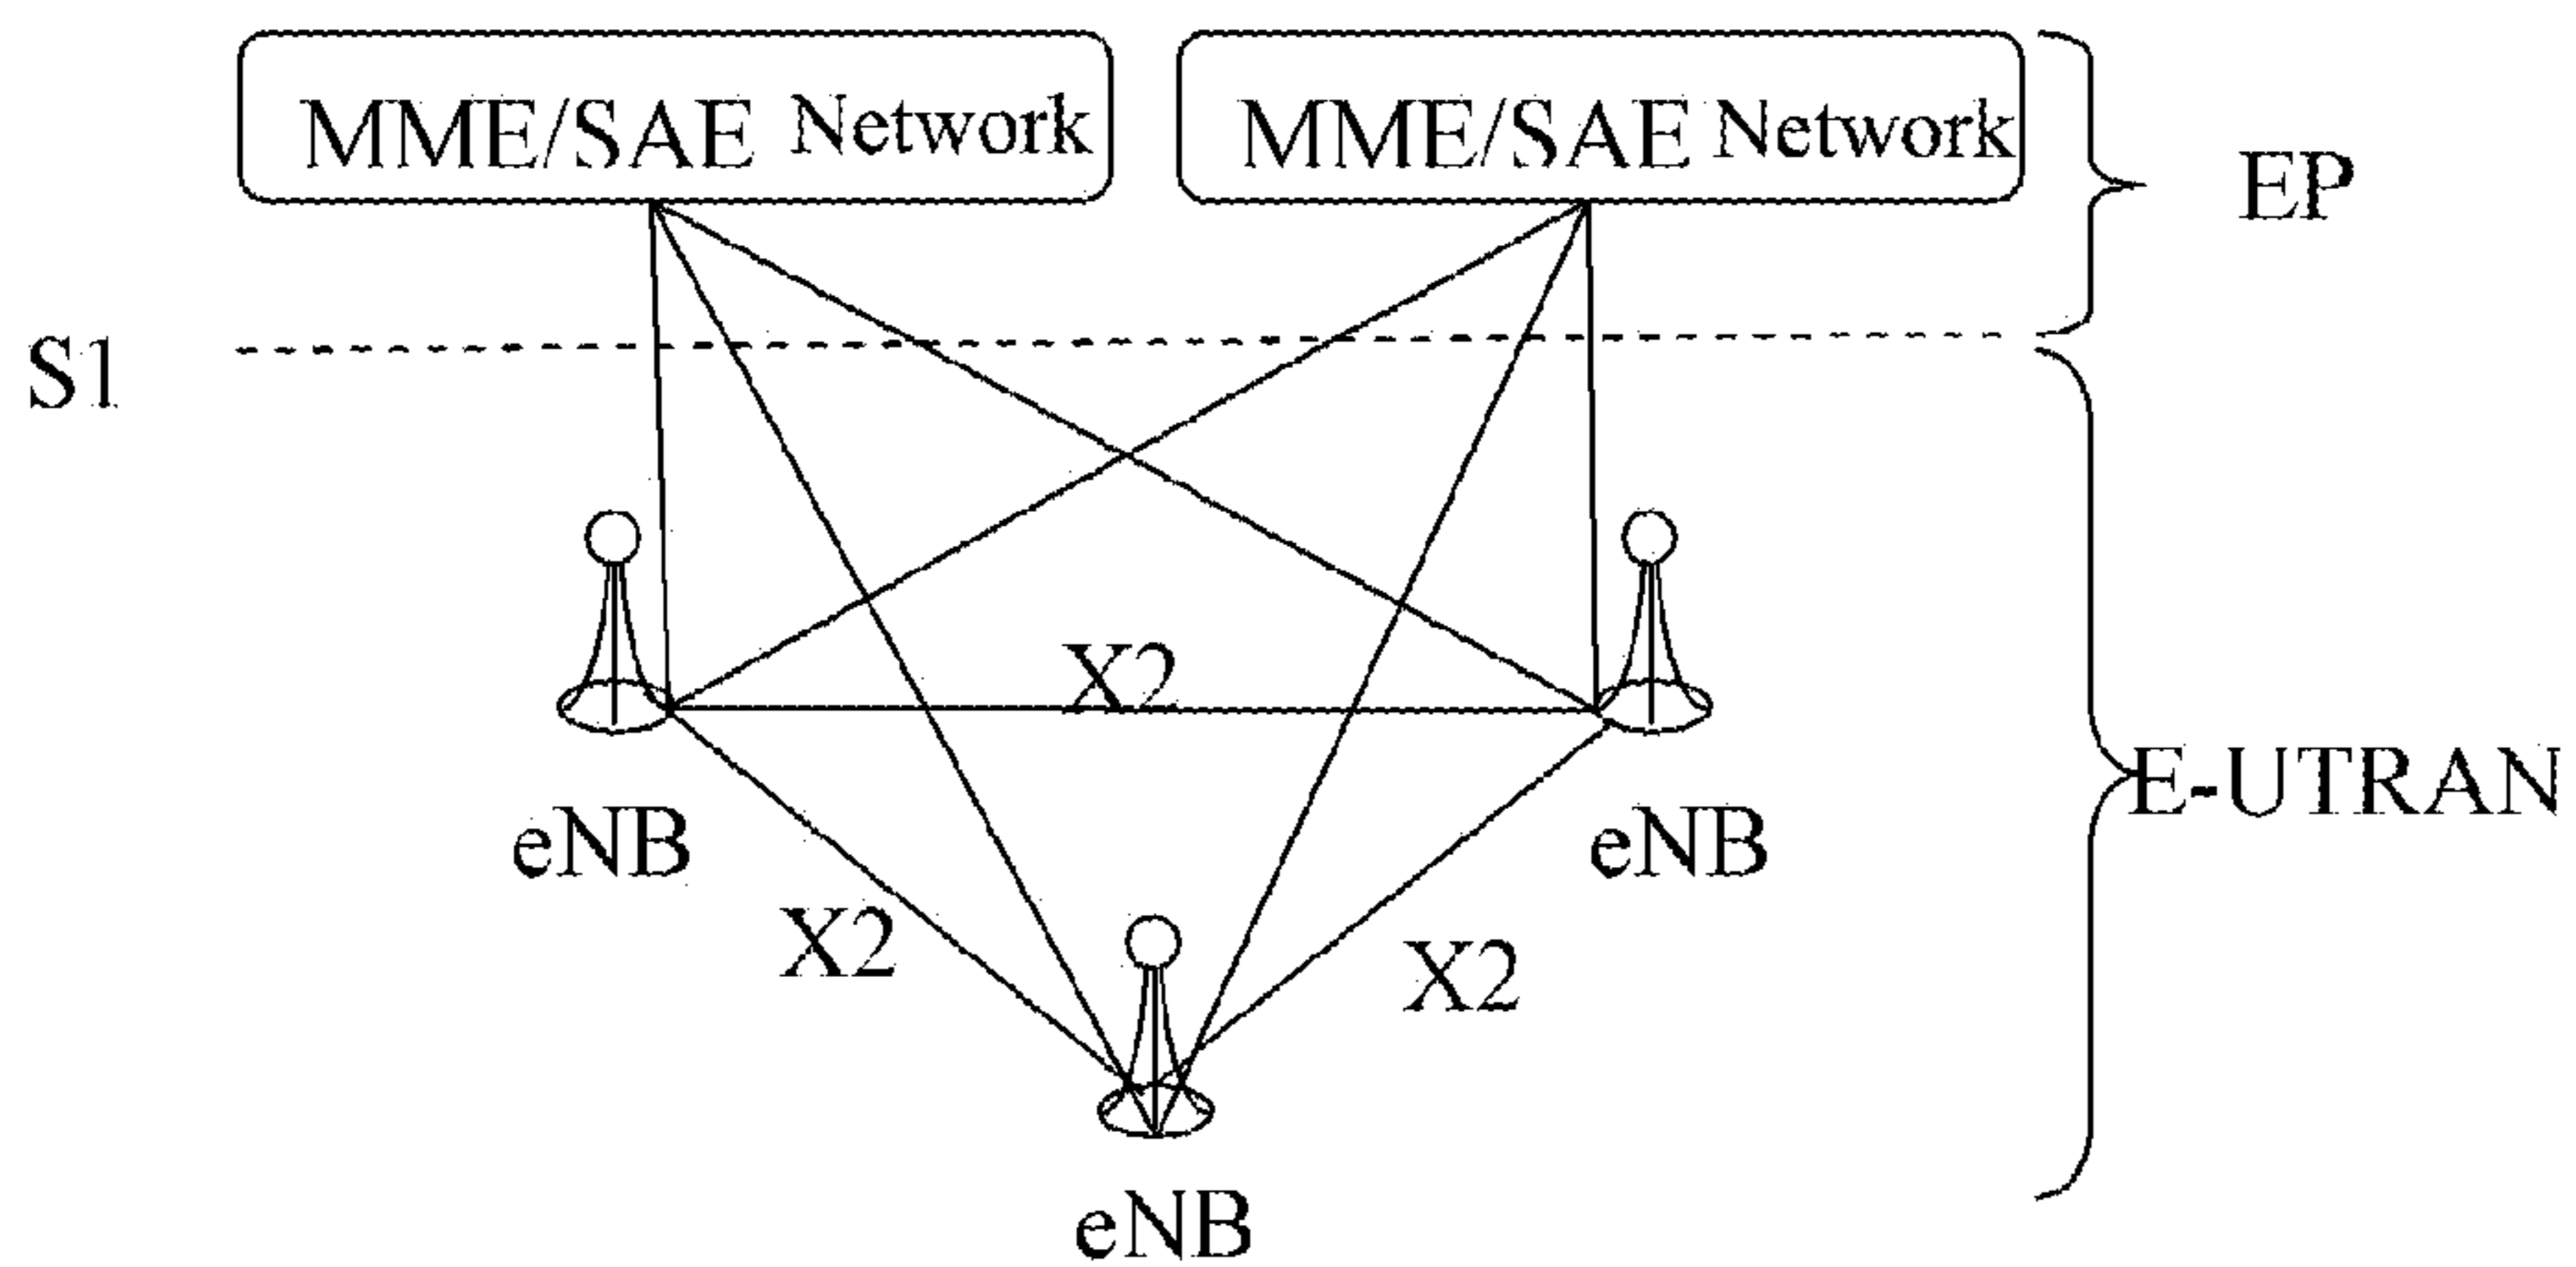 MME/SAE Network
MME/SAE Network
EP
S1
X2
E-UTRAN
eNB
eNB
X2
X2
eNB